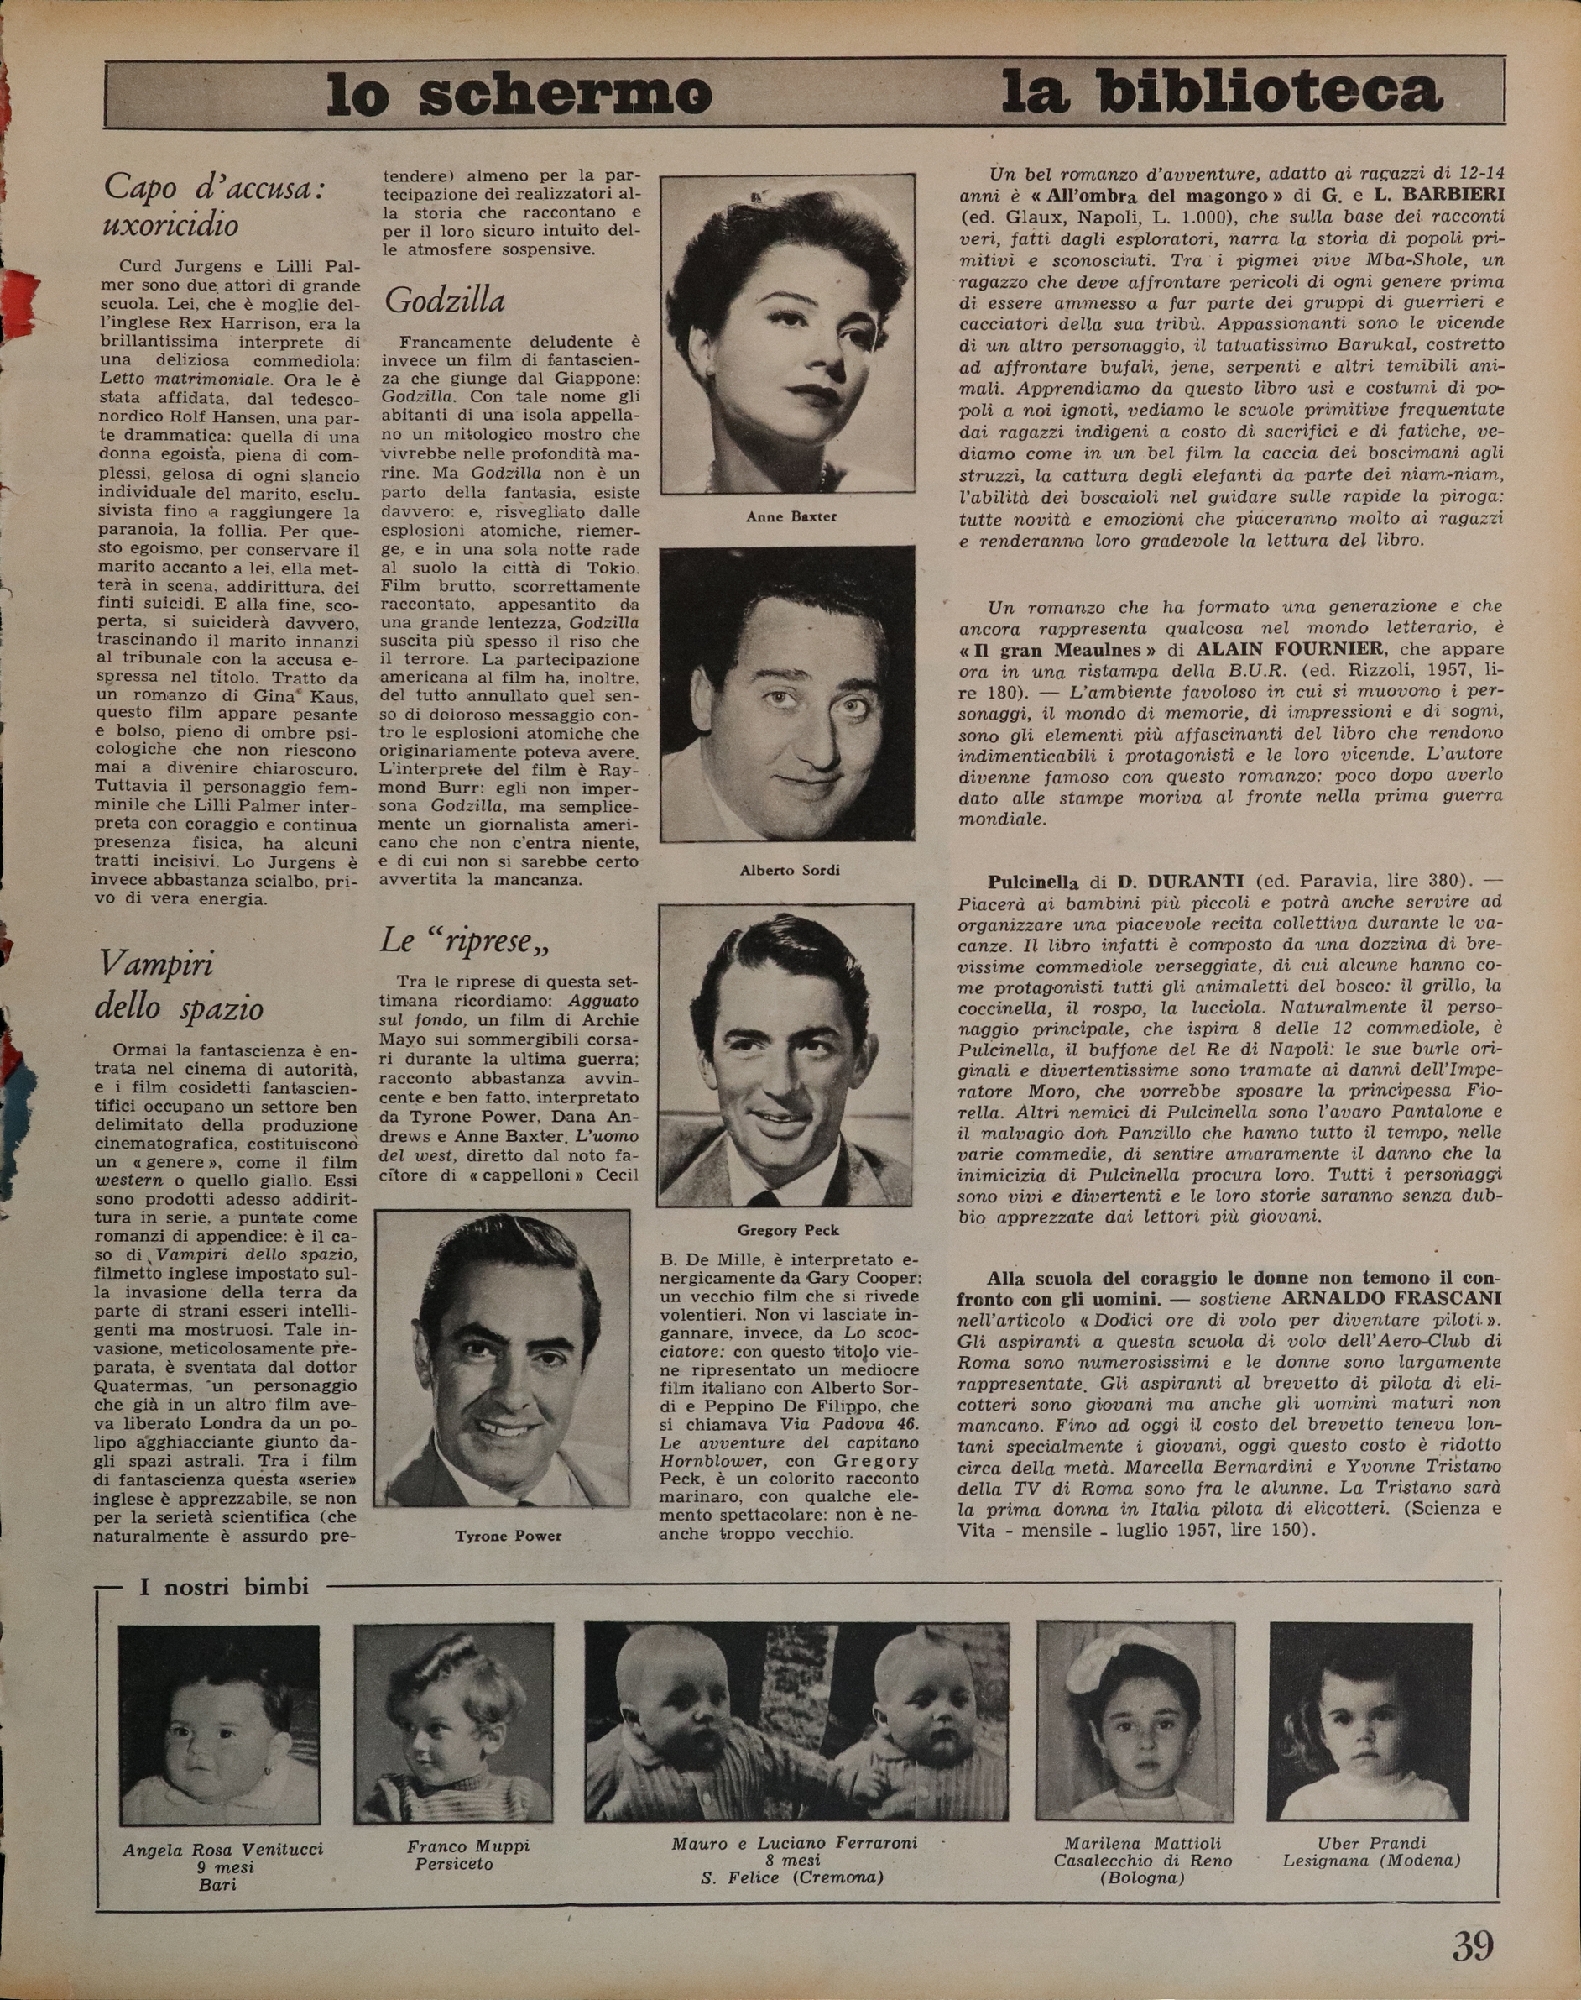 lo schermo
Capo d'accusa:
uxoricidio
Curd Jurgens e Lilli Pal-
mer sono due attori di grande
scuola. Lei, che è moglie del-
l'inglese Rex Harrison, era la
brillantissima interprete di
una deliziosa commediola:
Letto matrimoniale. Ora le è
stata affidata, dal tedesco-
nordico Rolf Hansen, una par-
te drammatica: quella di una
donna egoista, piena di com-
plessi, gelosa di ogni slancio
individuale del marito, esclu-
sivista fino a raggiungere la
paranoia, la follia. Per que-
sto egoismo, per conservare il
marito accanto a lei, ella met-
terà in scena, addirittura, dei
finti suicidi. E alla fine, sco-
perta, si suiciderà davvero,
trascinando il marito innanzi
al tribunale con la accusa e-
spressa nel titolo. Tratto da
un romanzo di Gina Kaus,
questo film appare pesante
e bolso, pieno di ombre psi-
cologiche che non riescono
mai a divenire chiaroscuro.
Tuttavia il personaggio fem-
minile che Lilli Palmer inter-
preta con coraggio e continua
presenza fisica, ha alcuni
tratti incisivi. Lo Jurgens è
invece abbastanza scialbo, pri-
vo di vera energia.
Vampiri
dello spazio
Ormai la fantascienza è en-
trata nel cinema di autorità,
e i film cosidetti fantascien-
tifici occupano un settore ben
delimitato della produzione
cinematografica, costituiscono
un « genere », come il film
western o quello giallo. Essi
sono prodotti adesso addirit-
tura in serie, a puntate come
romanzi di appendice: è il ca-
so di Vampiri dello spazio,
filmetto inglese impostato sul-
la invasione della terra da
parte di strani esseri intelli-
genti ma mostruosi. Tale in-
vasione, meticolosamente pre-
parata, è sventata dal dottor
Quatermas, un personaggio
che già in un altro film ave-
va liberato Londra da un po-
lipo agghiacciante giunto da-
gli spazi astrali. Tra i film
di fantascienza questa «serie»
inglese è apprezzabile, se non
per la serietà scientifica (che
naturalmente è assurdo pre-
tendere) almeno per la par-
tecipazione dei realizzatori al-
la storia che raccontano e
per il loro sicuro intuito del-
le atmosfere sospensive.
Godzilla
Francamente deludente è
invece un film di fantascien-
za che giunge dal Giappone:
Godzilla. Con tale nome gli
abitanti di una isola appella-
no un mitologico mostro che
vivrebbe nelle profondità ma-
rine. Ma Godzilla non è un
parto della fantasia, esiste
davvero: e, risvegliato dalle
esplosioni atomiche, riemer-
ge, e in una sola notte rade
al suolo la città di Tokio.
Film brutto, scorrettamente
raccontato, appesantito da
una grande lentezza, Godzilla
suscita più spesso il riso che
il terrore. La partecipazione
americana al film ha, inoltre,
del tutto annullato quel sen-
so di doloroso messaggio con-
tro le esplosioni atomiche che
originariamente poteva avere.
L'interprete del film è Ray-
mond Burr: egli non imper-
sona Godzilla, ma semplice-
mente un giornalista ameri-
cano che non c'entra niente,
e di cui non si sarebbe certo
avvertita la mancanza.
Le “riprese„
Tra le riprese di questa set-
timana ricordiamo: Agguato
sul fondo, un film di Archie
Mayo sui sommergibili corsa-
ri durante la ultima guerra;
racconto abbastanza avvin-
cente e ben fatto, interpretato
da Tyrone Power, Dana An-
drews e Anne Baxter. L'uomo
del west, diretto dal noto fa-
citore di « cappelloni » Cecil
Tyrone Power
Anne Baxter
Alberto Sordi
Gregory Peck
B. De Mille, è interpretato e-
nergicamente da Gary Cooper:
un vecchio film che si rivede
volentieri. Non vi lasciate in-
gannare, invece, da Lo scoc-
ciatore: con questo titolo vie-
ne ripresentato un mediocre
film italiano con Alberto Sor-
di e Peppino De Filippo, che
si chiamava Via Padova 46.
Le avventure del capitano
Hornblower, con Gregory
Peck, è un colorito racconto
marinaro, con qualche ele-
mento spettacolare: non è ne-
anche troppo vecchio.
la biblioteca
Un bel romanzo d'avventure, adatto ai ragazzi di 12-14
anni è « All'ombra del magongo » di G. e L. BARBIERI
(ed. Glaux, Napoli, L. 1.000), che sulla base dei racconti
veri, fatti dagli esploratori, narra la storia di popoli pri-
mitivi e sconosciuti. Tra i pigmei vive Mba-Shole, un
ragazzo che deve affrontare pericoli di ogni genere prima
di essere ammesso a far parte dei gruppi di guerrieri e
cacciatori della sua tribù. Appassionanti sono le vicende
di un altro personaggio, il tatuatissimo Barukal, costretto
ad affrontare bufali, jene, serpenti e altri temibili ani-
mali. Apprendiamo da questo libro usi e costumi di po-
poli a noi ignoti, vediamo le scuole primitive frequentate
dai ragazzi indigeni a costo di sacrifici e di fatiche, ve-
diamo come in un bel film la caccia dei boscimani agli
struzzi, la cattura degli elefanti da parte dei niam-niam,
l'abilità dei boscaioli nel guidare sulle rapide la piroga:
tutte novità e emozioni che piaceranno molto ai ragazzi
e renderanno loro gradevole la lettura del libro.
Un romanzo che ha formato una generazione e che
ancora rappresenta qualcosa nel mondo letterario, è
« Il gran Meaulnes » di ALAIN FOURNIER, che appare
ora in una ristampa della B.U.R. (ed. Rizzoli, 1957, li-
re 180). — L'ambiente favoloso in cui si muovono i per-
sonaggi, il mondo di memorie, di impressioni e di sogni,
sono gli elementi più affascinanti del libro che rendono
indimenticabili i protagonisti e le loro vicende. L'autore
divenne famoso con questo romanzo: poco dopo averlo
dato alle stampe moriva al fronte nella prima guerra
mondiale.
Pulcinella di D. DURANTI (ed. Paravia, lire 380). —
Piacerà ai bambini più piccoli e potrà anche servire ad
organizzare una piacevole recita collettiva durante le va-
canze. Il libro infatti è composto da una dozzina di bre-
vissime commediole verseggiate, di cui alcune hanno co-
me protagonisti tutti gli animaletti del bosco: il grillo, la
coccinella, il rospo, la lucciola. Naturalmente il perso-
naggio principale, che ispira 8 delle 12 commediole, è
Pulcinella, il buffone del Re di Napoli: le sue burle ori-
ginali e divertentissime sono tramate ai danni dell'Impe-
ratore Moro, che vorrebbe sposare la principessa Fio-
rella. Altri nemici di Pulcinella sono l'avaro Pantalone e
il malvagio don Panzillo che hanno tutto il tempo, nelle
varie commedie, di sentire amaramente il danno che la
inimicizia di Pulcinella procura loro. Tutti i personaggi
sono vivi e divertenti e le loro storie saranno senza dub-
bio apprezzate dai lettori più giovani.
Alla scuola del coraggio le donne non temono il con-
fronto con gli uomini. — sostiene ARNALDO FRASCANI
nell'articolo « Dodici ore di volo per diventare piloti ».
Gli aspiranti a questa scuola di volo dell'Aero-Club di
Roma sono numerosissimi e le donne sono largamente
rappresentate. Gli aspiranti al brevetto di pilota di eli-
cotteri sono giovani ma anche gli uomini maturi non
mancano. Fino ad oggi il costo del brevetto teneva lon-
tani specialmente i giovani, oggi questo costo è ridotto
circa della metà. Marcella Bernardini e Yvonne Tristano
della TV di Roma sono fra le alunne. La Tristano sarà
la prima donna in Italia pilota di elicotteri. (Scienza e
Vita - mensile - luglio 1957, lire 150).
I nostri bimbi
Angela Rosa Venitucci
9 mesi
Bari
Franco Muppi
Persiceto
Mauro e Luciano Ferraroni
8 mesi
S. Felice (Cremona)
Marilena Mattioli
Casalecchio di Reno
(Bologna)
Uber Prandi
Lesignana (Modena)
39